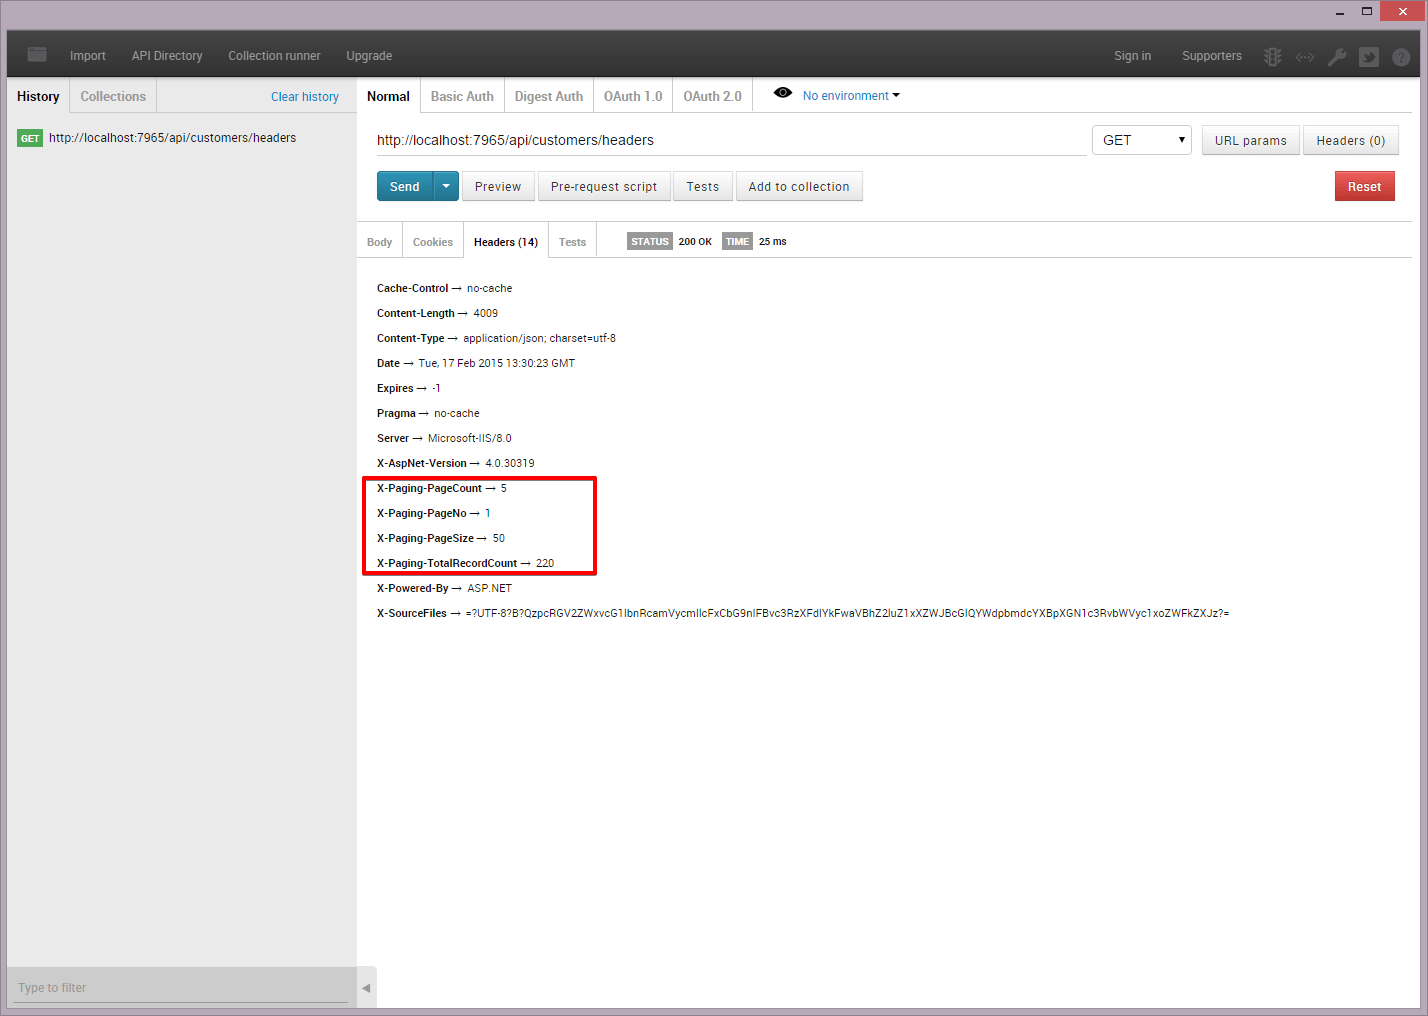 Import API Directory Collection runner Upgrade Sign in Supporters
History Collections Clear history
GET http://localhost:7965/api/customers/headers
Type to filter
Normal Basic Auth Digest Auth OAuth 1.0 OAuth 2.0 No environment
http://localhost:7965/api/customers/headers GET URL params Headers (0)
Send Preview Pre-request script Tests Add to collection Reset
Body Cookies Headers (14) Tests STATUS 200 OK TIME 25 ms
Cache-Control → no-cache
Content-Length → 4009
Content-Type → application/json; charset=utf-8
Date → Tue, 17 Feb 2015 13:30:23 GMT
Expires → -1
Pragma → no-cache
Server → Microsoft-IIS/8.0
X-AspNet-Version → 4.0.30319
X-Paging-PageCount → 5
X-Paging-PageNo → 1
X-Paging-PageSize → 50
X-Paging-TotalRecordCount → 220
X-Powered-By → ASP.NET
X-SourceFiles →